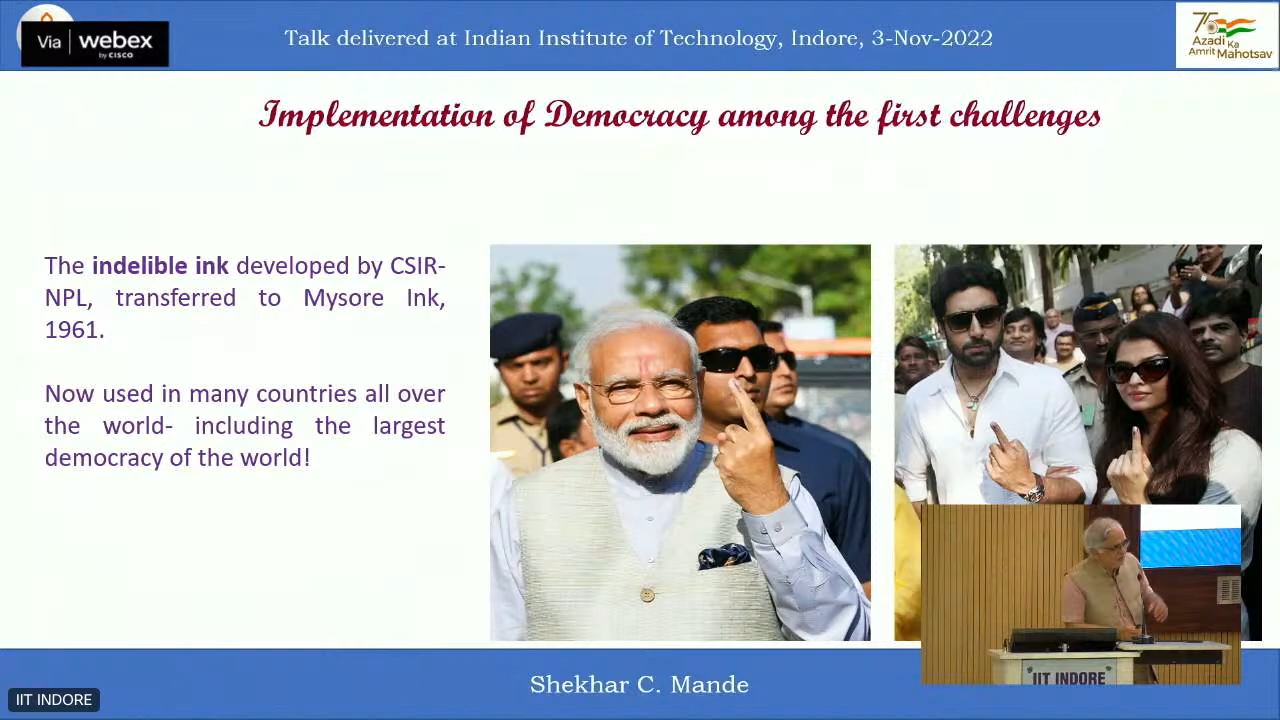 Via webex
by CISCO
Talk delivered at Indian Institute of Technology, Indore, 3-Nov-2022
75
Azadi Ka
Amrit Mahotsav
Implementation of Democracy among the first challenges
The indelible ink developed by CSIR-
NPL, transferred to Mysore Ink,
1961.
Now used in many countries all over
the world- including the largest
democracy of the world!
IIT INDORE
Shekhar C. Mande
IIT INDORE